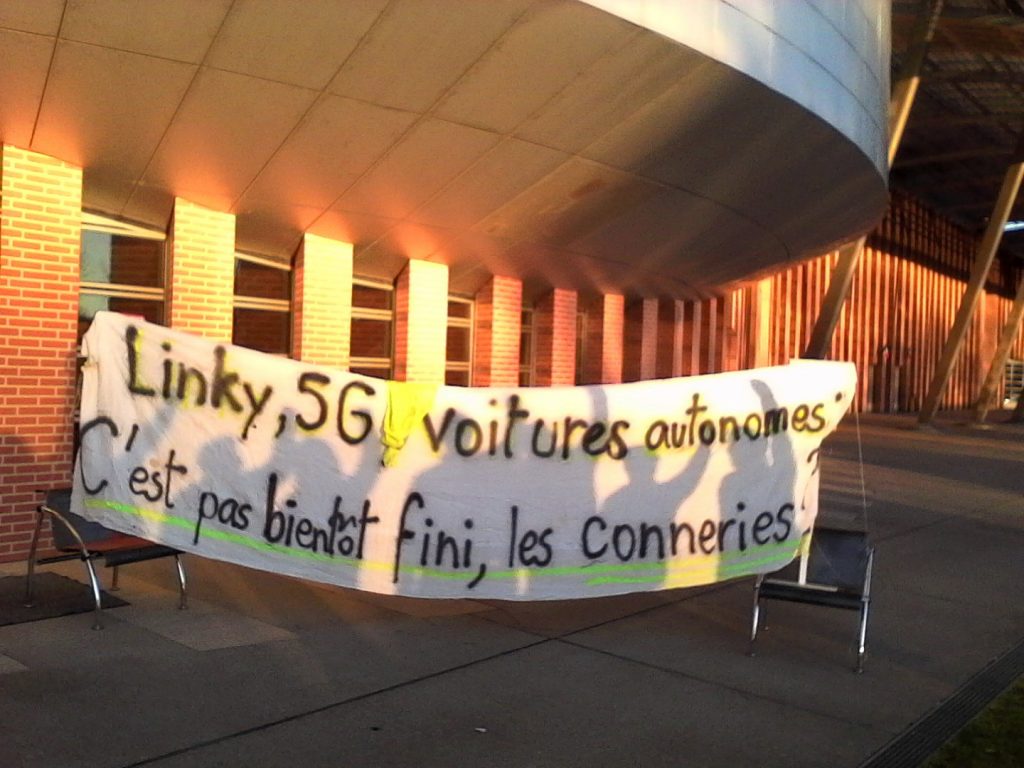 Linky, 5G, voitures autonomes :
C'est pas bientôt fini, les conneries ?